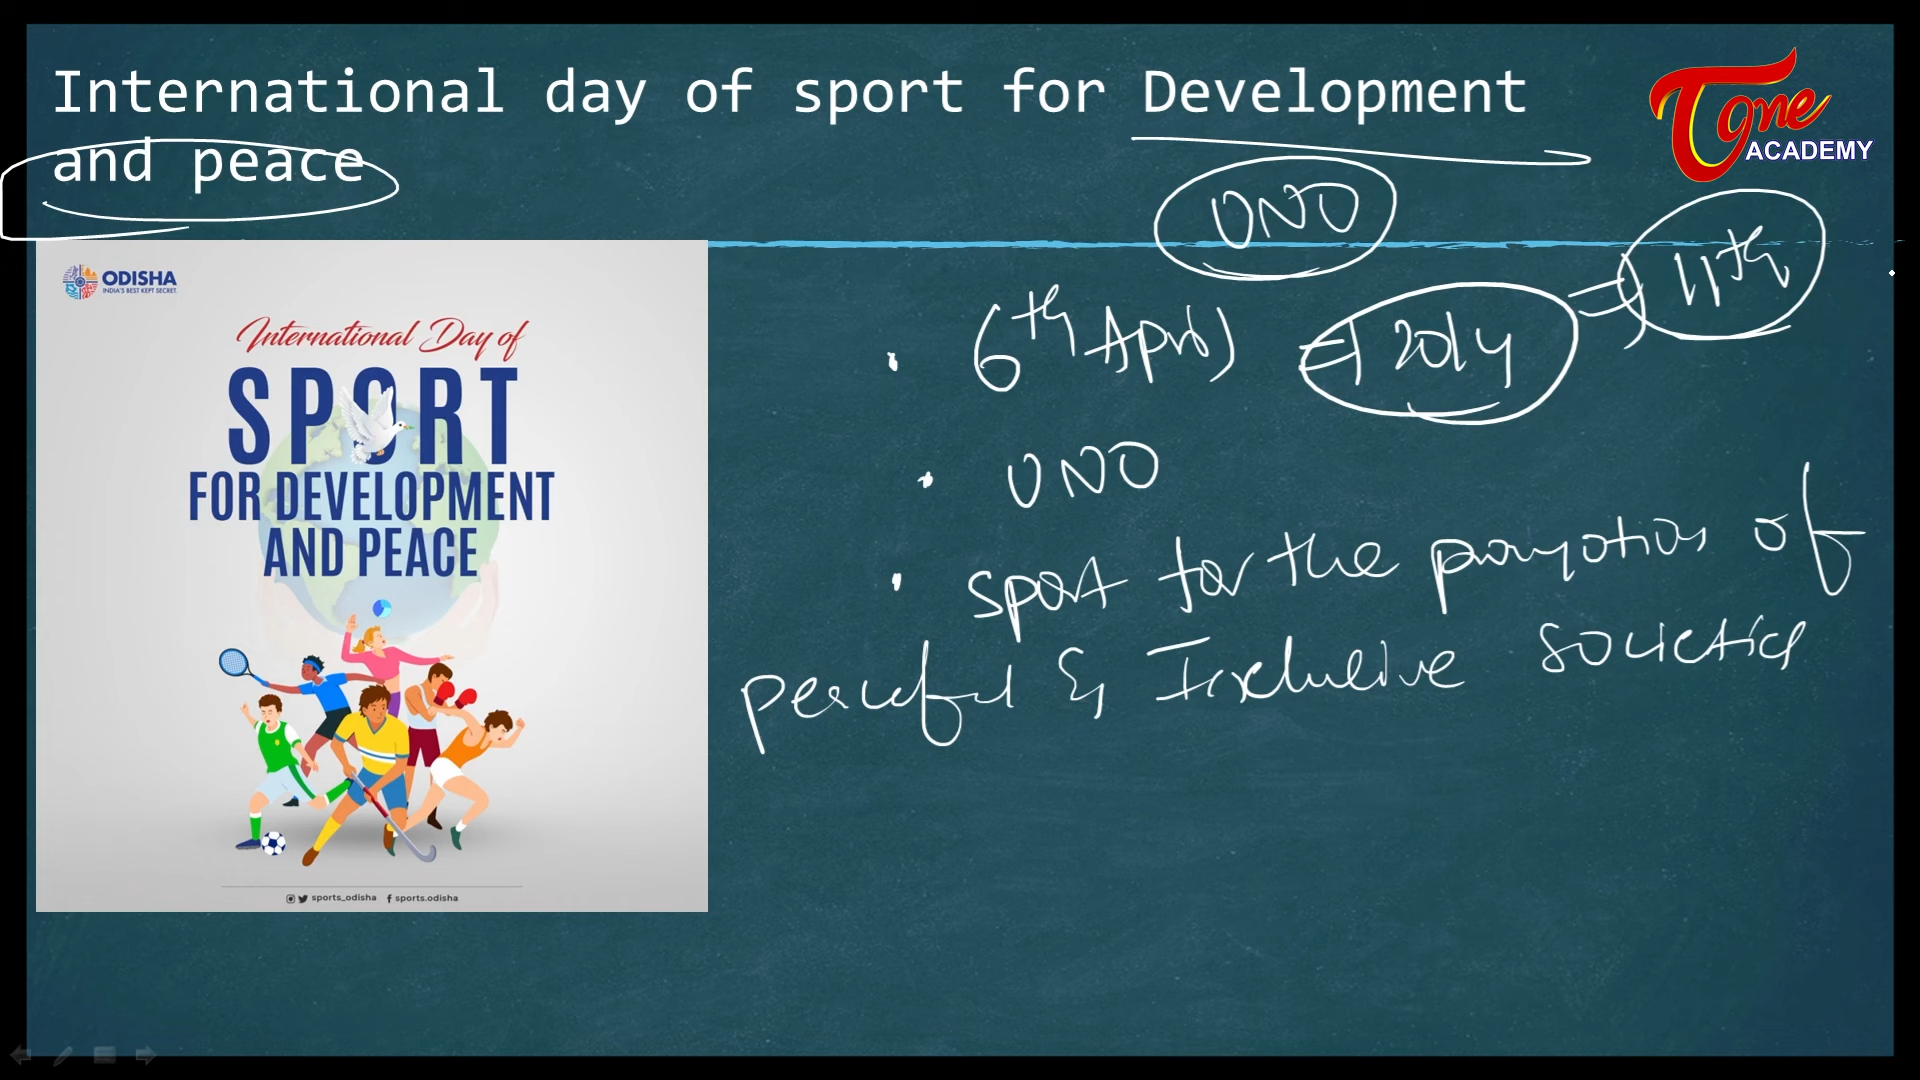 International day of sport for Development
and peace
Tone
ACADEMY
UNO
ODISHA
INDIA'S BEST KEPT SECRET
International Day of
SPORT
FOR DEVELOPMENT
AND PEACE
sports_odisha sports.odisha
6th April => 2014 => 11th
UNO
sport for the promotion of
peaceful & Inclusive societies